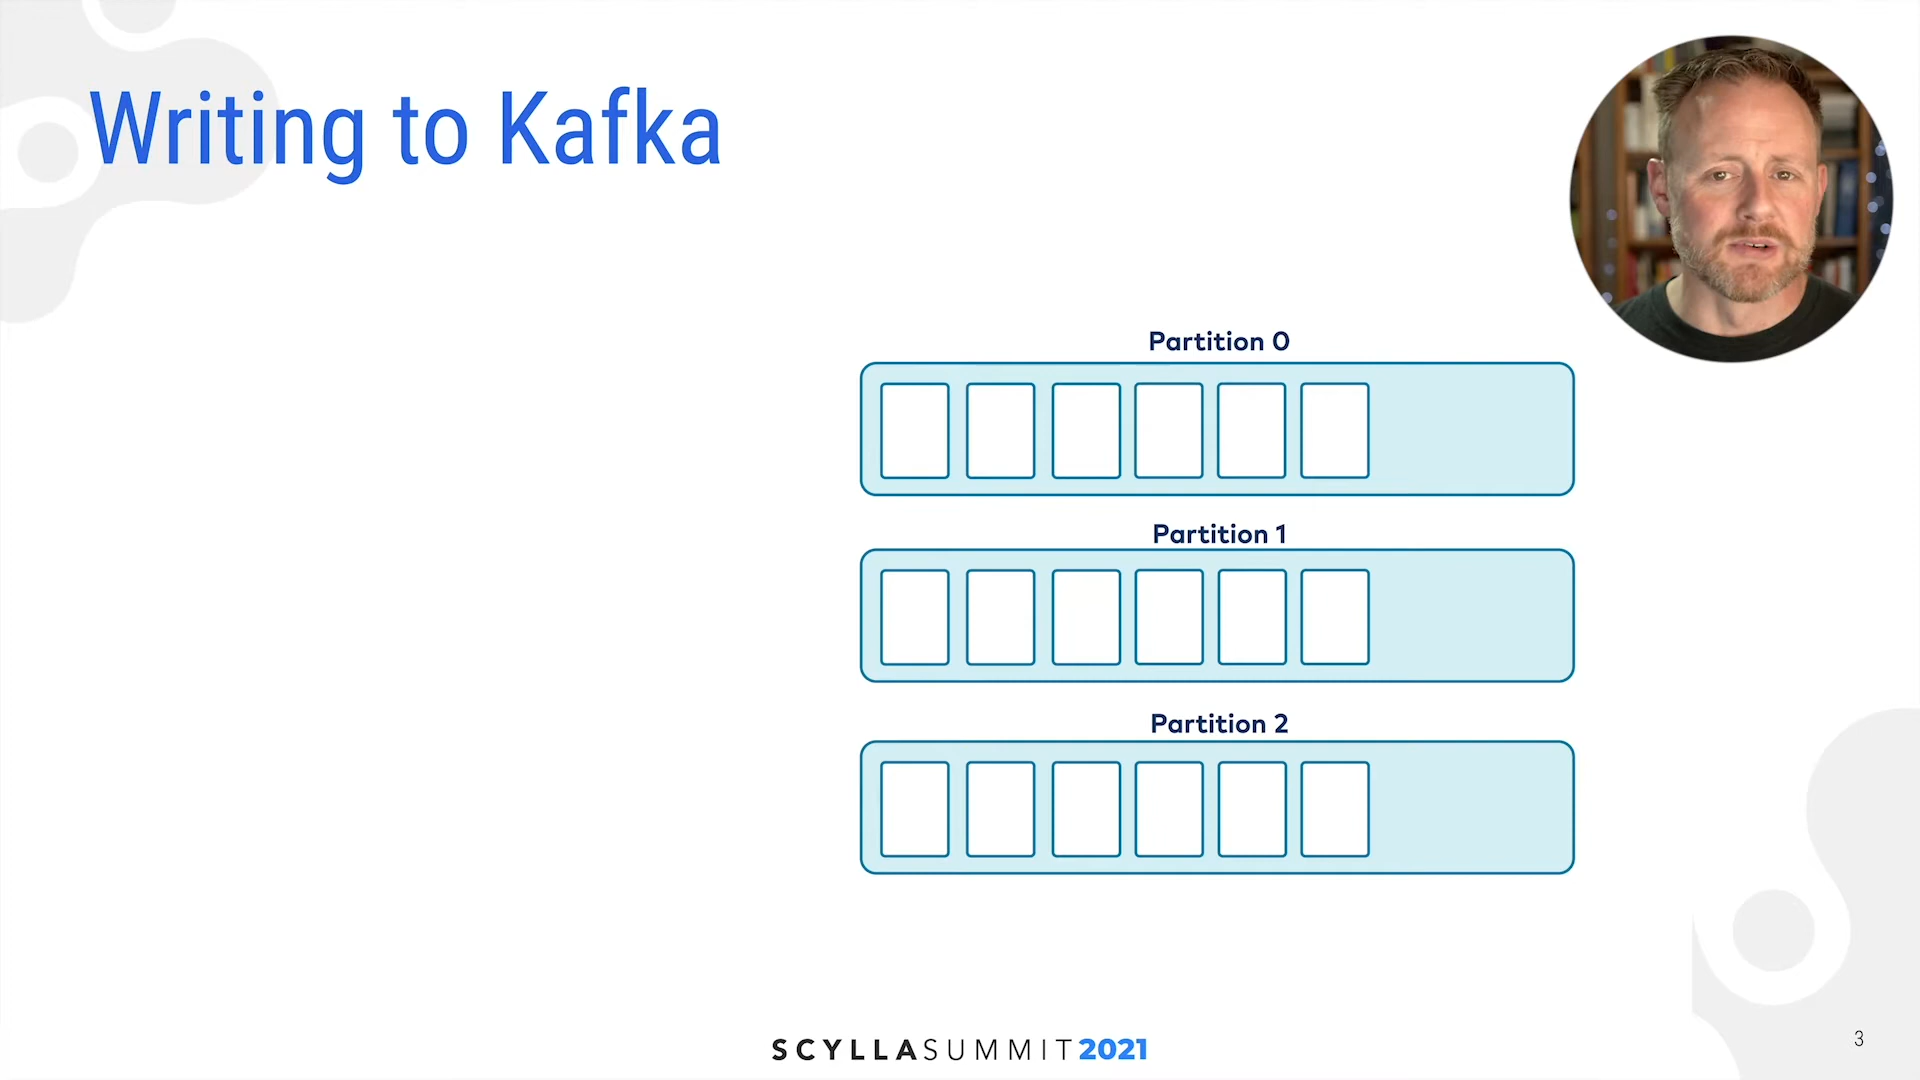 Writing to Kafka
Partition 0
Partition 1
Partition 2
SCYLLASUMMIT2021
3